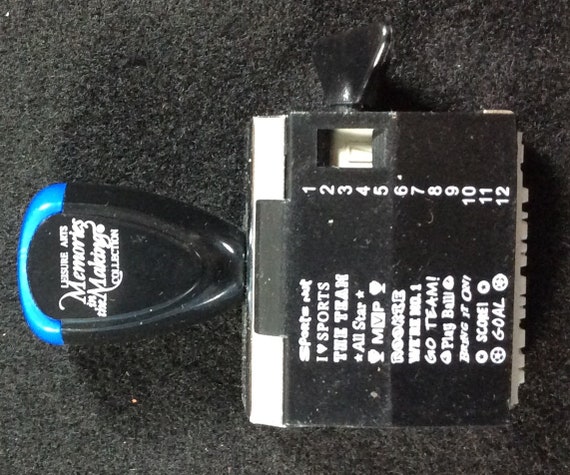 LEISURE ARTS
Memories
in
the Making
COLLECTION
1 Sports Nut
2 I ♥ SPORTS
3 THE TEAM
4 ★ All Star ★
5 MVP
6
7 WE'RE NO. 1
8 GO TEAM!
9 Play Ball
10 BRING IT ON!
11 SCORE!
12 GOAL